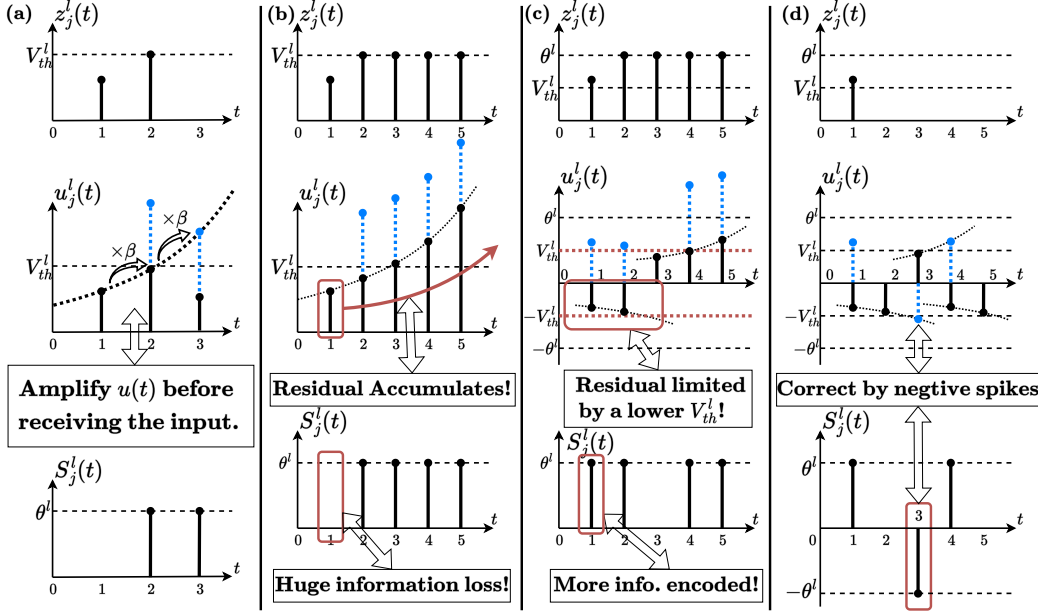 (a)
z_j^l(t)
V_th^l
t
0 1 2 3
u_j^l(t)
×β
×β
V_th^l
t
0 1 2 3
Amplify u(t) before
receiving the input.
S_j^l(t)
θ^l
t
0 1 2 3
(b)
z_j^l(t)
V_th^l
t
0 1 2 3 4 5
u_j^l(t)
V_th^l
t
0 1 2 3 4 5
Residual Accumulates!
S_j^l(t)
θ^l
t
0 1 2 3 4 5
Huge information loss!
(c)
z_j^l(t)
θ^l
V_th^l
t
0 1 2 3 4 5
u_j^l(t)
θ^l
V_th^l
t
0 1 2 3 4 5
−V_th^l
−θ^l
Residual limited
by a lower V_th^l!
S_j^l(t)
θ^l
t
0 1 2 3 4 5
More info. encoded!
(d)
z_j^l(t)
θ^l
V_th^l
t
0 1 2 3 4 5
u_j^l(t)
θ^l
V_th^l
t
0 1 2 3 4 5
−V_th^l
−θ^l
Correct by negtive spikes
S_j^l(t)
θ^l
3
t
0 1 2 4 5
−θ^l